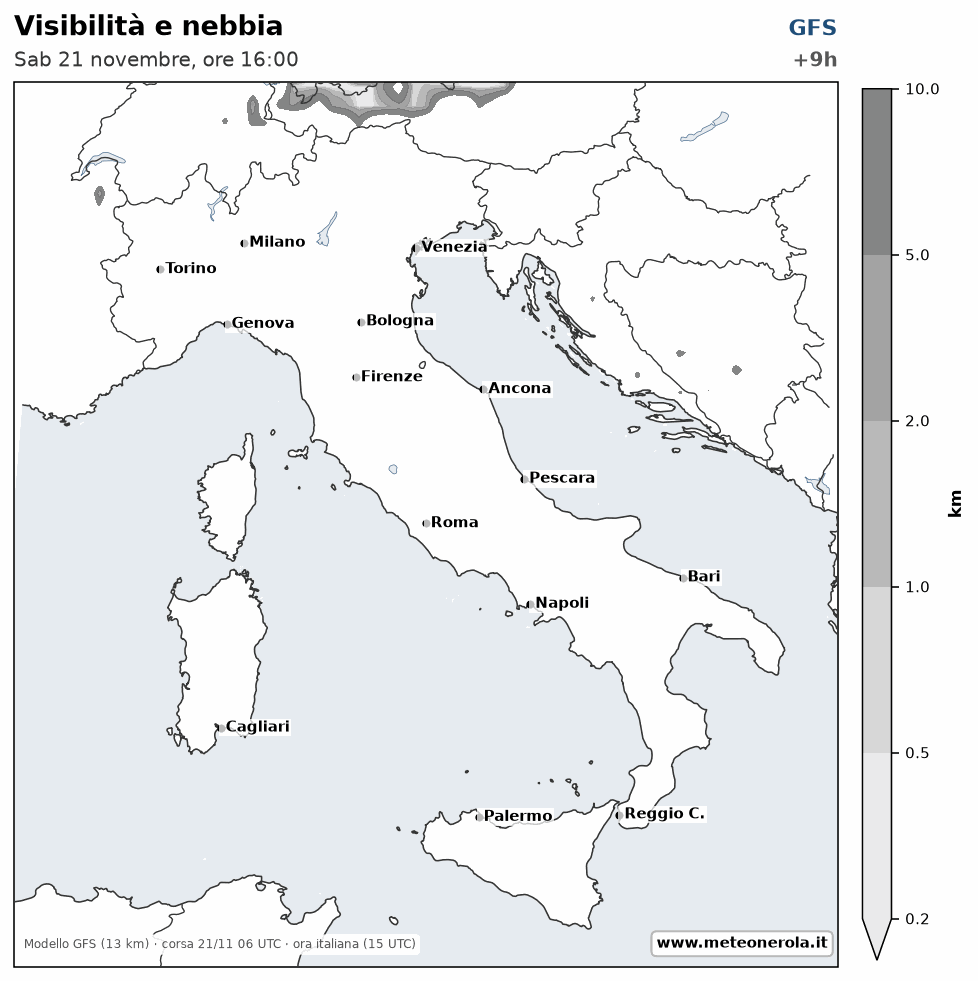 Visibilità e nebbia
GFS
Sab 21 novembre, ore 16:00
+9h
10.0
5.0
2.0
1.0
0.5
0.2
km
Milano
Venezia
Torino
Genova
Bologna
Firenze
Ancona
Pescara
Roma
Bari
Napoli
Cagliari
Palermo
Reggio C.
Modello GFS (13 km) · corsa 21/11 06 UTC · ora italiana (15 UTC)
www.meteonerola.it